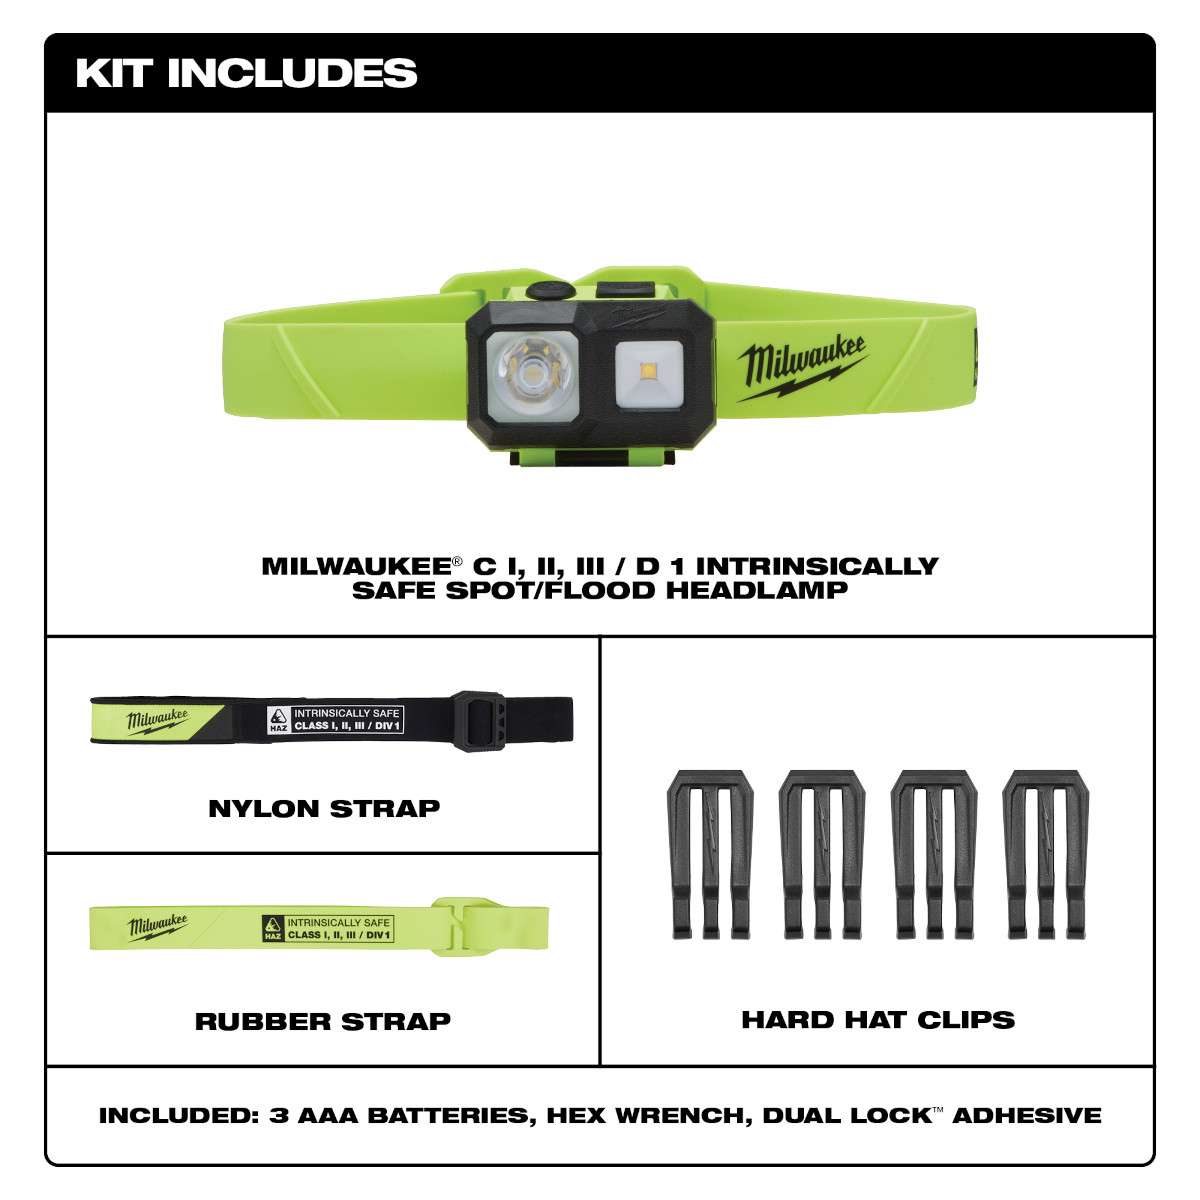 KIT INCLUDES
Milwaukee
MILWAUKEE® C I, II, III / D 1 INTRINSICALLY
SAFE SPOT/FLOOD HEADLAMP
Milwaukee
HAZ
INTRINSICALLY SAFE
CLASS I, II, III / DIV 1
NYLON STRAP
Milwaukee
HAZ
INTRINSICALLY SAFE
CLASS I, II, III / DIV 1
RUBBER STRAP
HARD HAT CLIPS
INCLUDED: 3 AAA BATTERIES, HEX WRENCH, DUAL LOCK™ ADHESIVE